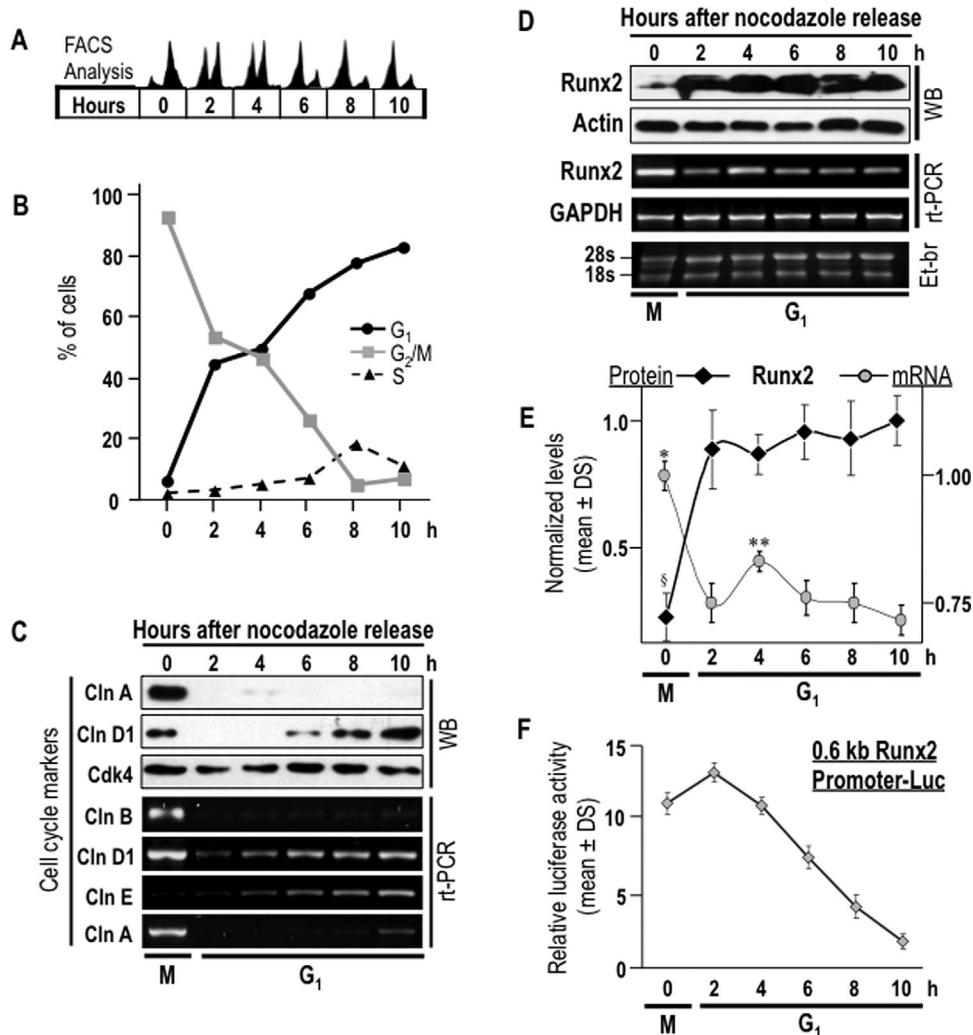 A
FACS
Analysis
Hours 0 2 4 6 8 10
B
% of cells
100
80
60
40
20
0
G1
G2/M
S
0 2 4 6 8 10 h
C
Hours after nocodazole release
0 2 4 6 8 10 h
Cell cycle markers
Cln A
Cln D1
Cdk4
WB
Cln B
Cln D1
Cln E
Cln A
rt-PCR
M G1
D
Hours after nocodazole release
0 2 4 6 8 10 h
Runx2
Actin
WB
Runx2
GAPDH
rt-PCR
28s
18s
Et-br
M G1
E
Protein Runx2 mRNA
Normalized levels
(mean ± DS)
1.0
0.5
1.00
0.75
*
**
§
0 2 4 6 8 10 h
M G1
F
0.6 kb Runx2
Promoter-Luc
Relative luciferase activity
(mean ± DS)
15
10
5
0
0 2 4 6 8 10 h
M G1